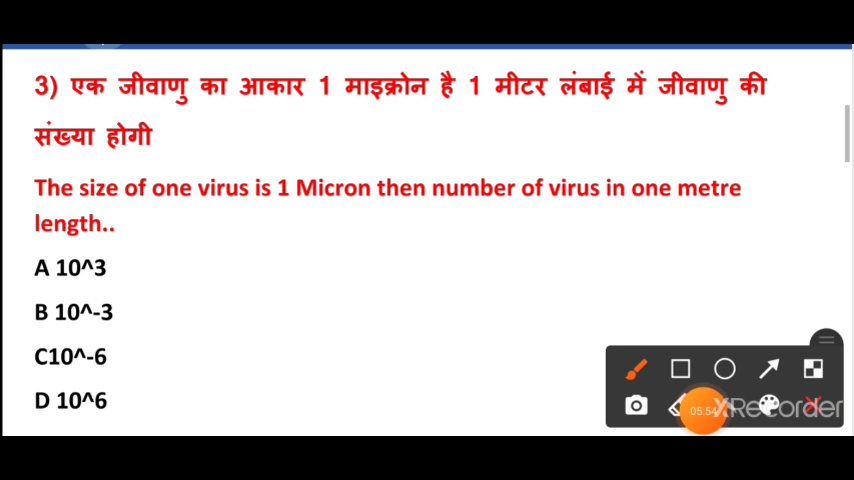 3) एक जीवाणु का आकार 1 माइक्रोन है 1 मीटर लंबाई में जीवाणु की
संख्या होगी
The size of one virus is 1 Micron then number of virus in one metre
length..
A 10^3
B 10^-3
C10^-6
D 10^6
05:54
XRecorder